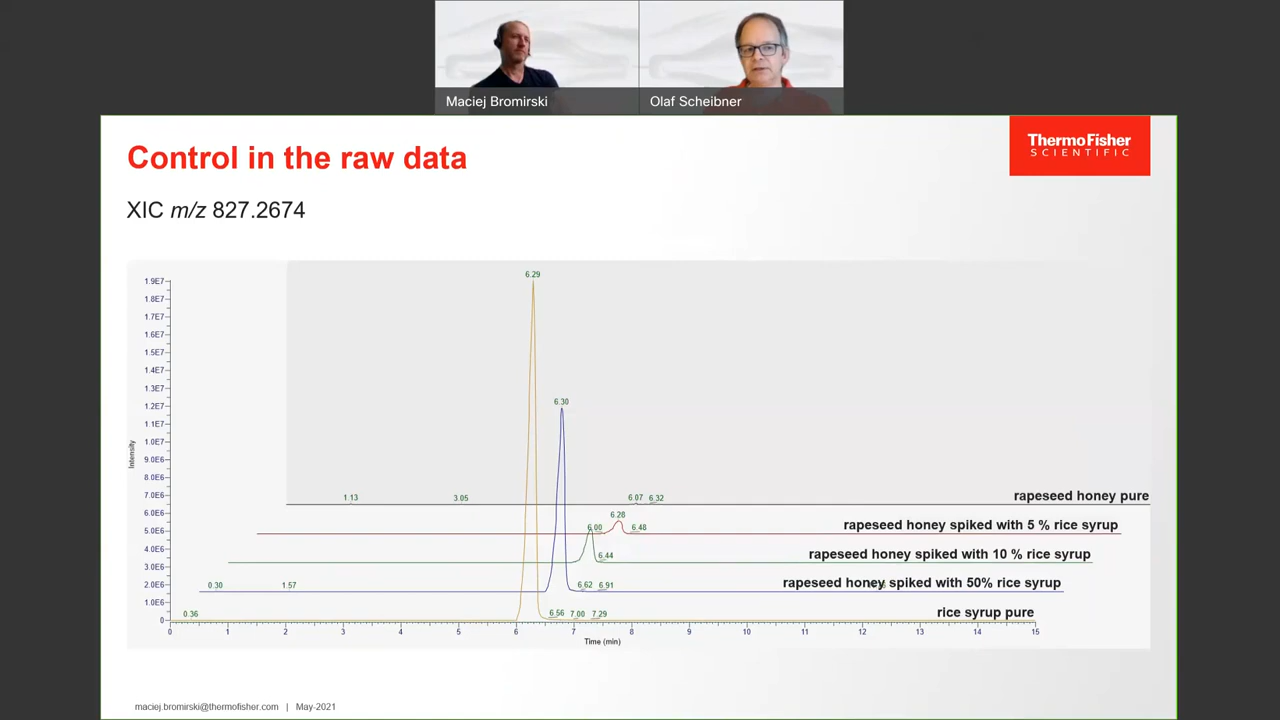 Maciej Bromirski
Olaf Scheibner
Control in the raw data
ThermoFisher
SCIENTIFIC
XIC m/z 827.2674
6.29
1.9E7
1.8E7
1.7E7
1.6E7
1.5E7
1.4E7
1.3E7
1.2E7
1.1E7
1.0E7
9.0E6
8.0E6
7.0E6
6.0E6
5.0E6
4.0E6
3.0E6
2.0E6
1.0E6
0
Intensity
6.30
1.13 3.05 6.07 6.32
rapeseed honey pure
6.28
6.00 6.48
rapeseed honey spiked with 5 % rice syrup
6.44
rapeseed honey spiked with 10 % rice syrup
0.30 1.57 6.62 6.91
rapeseed honey spiked with 50% rice syrup
0.36 6.56 7.00 7.29
rice syrup pure
0 1 2 3 4 5 6 7 8 9 10 11 12 13 14 15
Time (min)
maciej.bromirski@thermofisher.com | May-2021